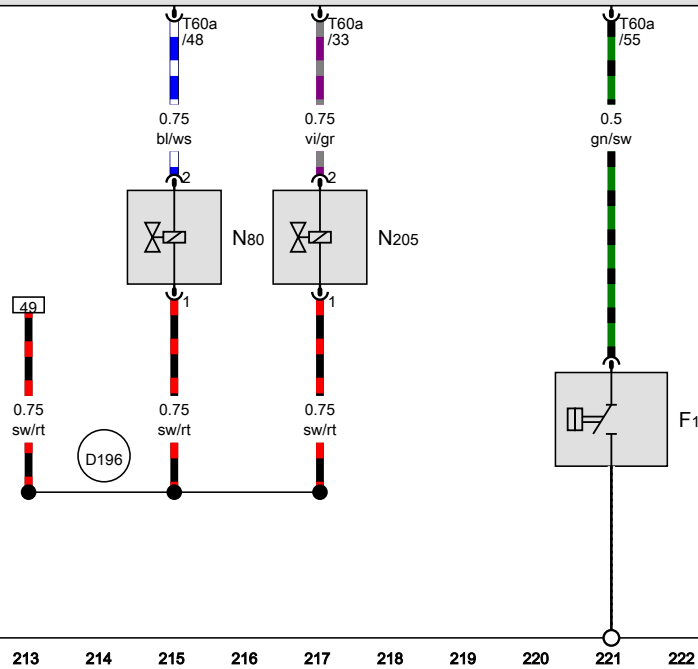 T60a
/48
T60a
/33
T60a
/55
0.75
bl/ws
0.75
vi/gr
0.5
gn/sw
2
2
N80
N205
1
1
49
F1
0.75
sw/rt
0.75
sw/rt
0.75
sw/rt
D196
213 214 215 216 217 218 219 220 221 222